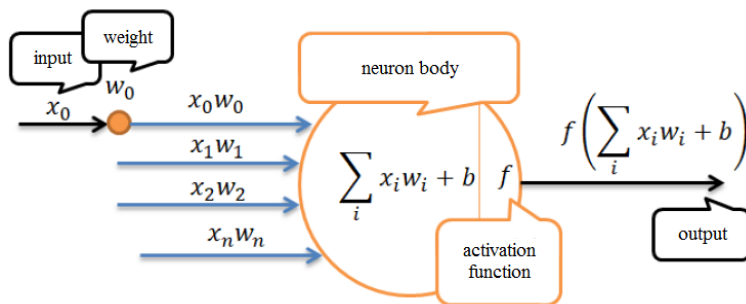 input
weight
x₀
w₀
x₀w₀
x₁w₁
x₂w₂
xₙwₙ
neuron body
∑ᵢ xᵢwᵢ + b
f
activation
function
f(∑ᵢ xᵢwᵢ + b)
output